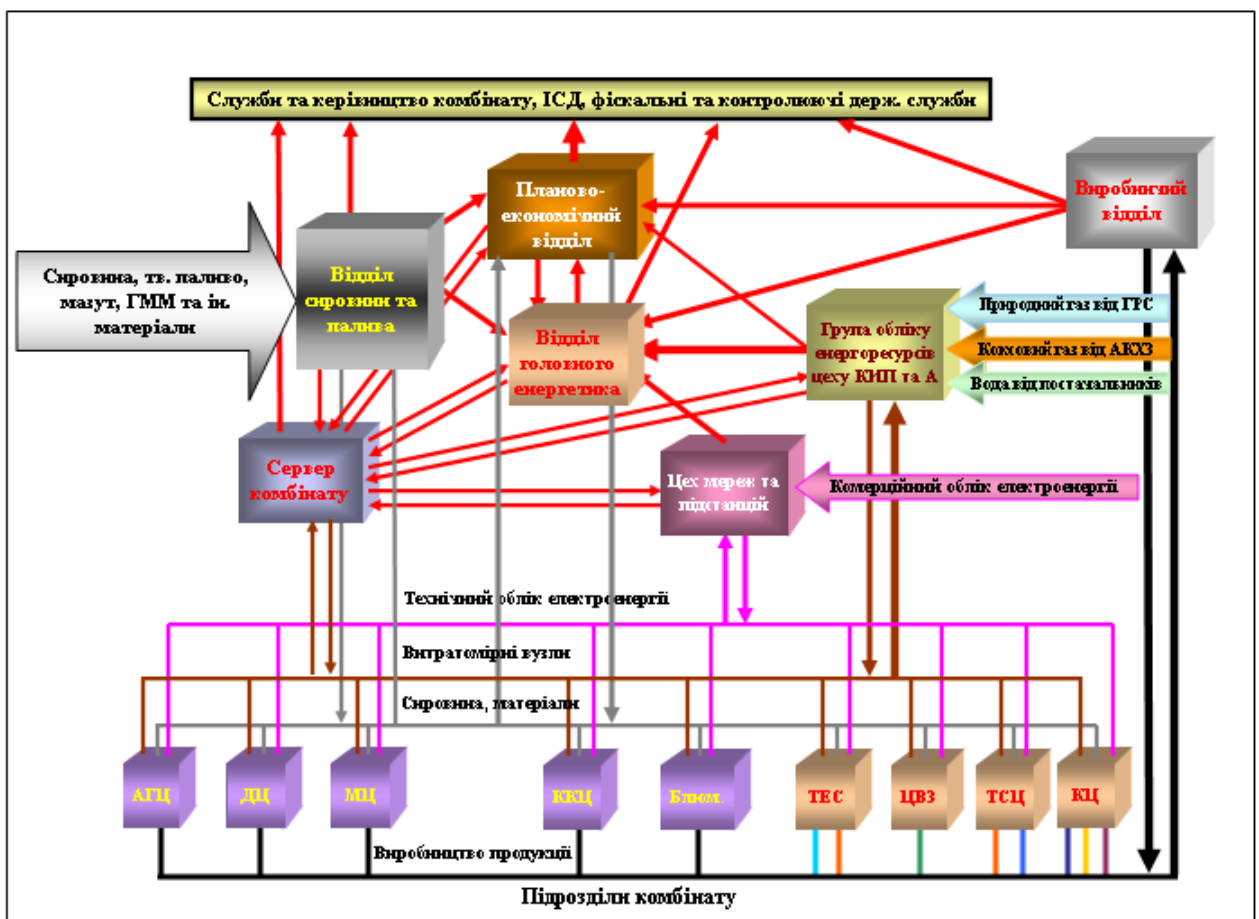 Служби та керівництво комбінату, ІСД, фіскальні та контролюючі держ. служби
Планово-
економічний
відділ
Виробничий
відділ
Сировина, тв. паливо,
мазут, ГММ та ін.
матеріали
Відділ
сировини та
палива
Відділ
головного
енергетика
Група обліку
енергоресурсів
цеху КИП та А
Природний газ від ГРС
Коксовий газ від АКХЗ
Вода від постачальників
Сервер
комбінату
Цех мереж та
підстанцій
Комерційний облік електроенергії
Технічний облік електроенергії
Витратомірні вузли
Сировина, матеріали
АГЦ
ДЦ
МЦ
ККЦ
Блюм.
ТЕС
ЦВЗ
ТСЦ
КЦ
Виробництво продукції
Підрозділи комбінату